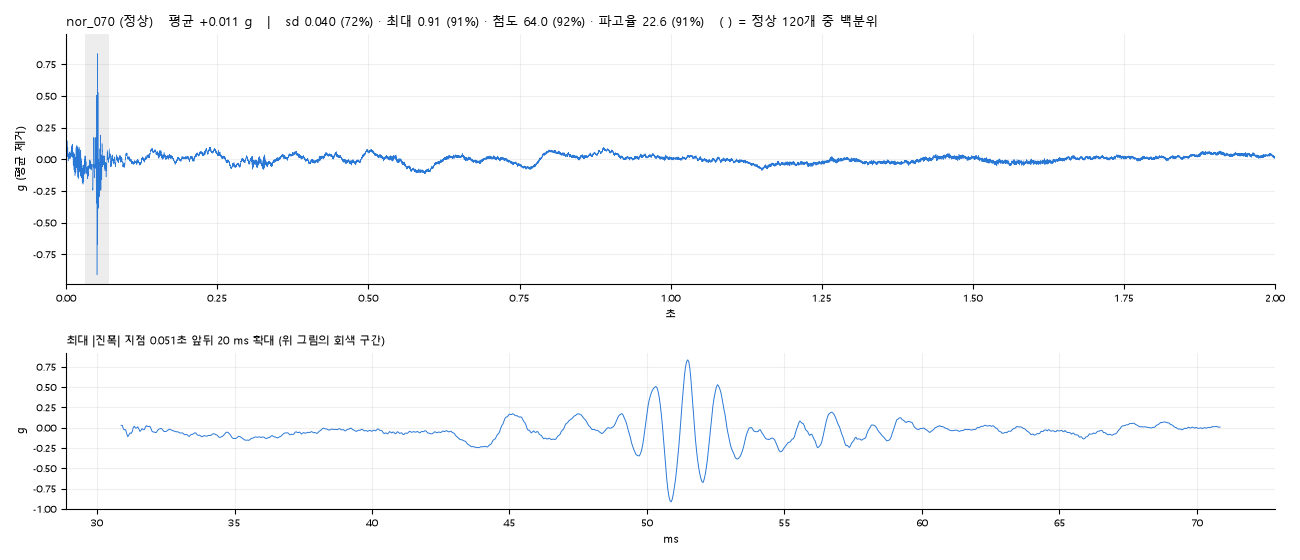 nor_070 (정상)    평균 +0.011 g    |    sd 0.040 (72%) · 최대 0.91 (91%) · 첨도 64.0 (92%) · 파고율 22.6 (91%)    ( ) = 정상 120개 중 백분위
g (평균 제거)
0.75
0.50
0.25
0.00
-0.25
-0.50
-0.75
0.00 0.25 0.50 0.75 1.00 1.25 1.50 1.75 2.00
초
최대 |진폭| 지점 0.051초 앞뒤 20 ms 확대 (위 그림의 회색 구간)
g
0.75
0.50
0.25
0.00
-0.25
-0.50
-0.75
-1.00
30 35 40 45 50 55 60 65 70
ms